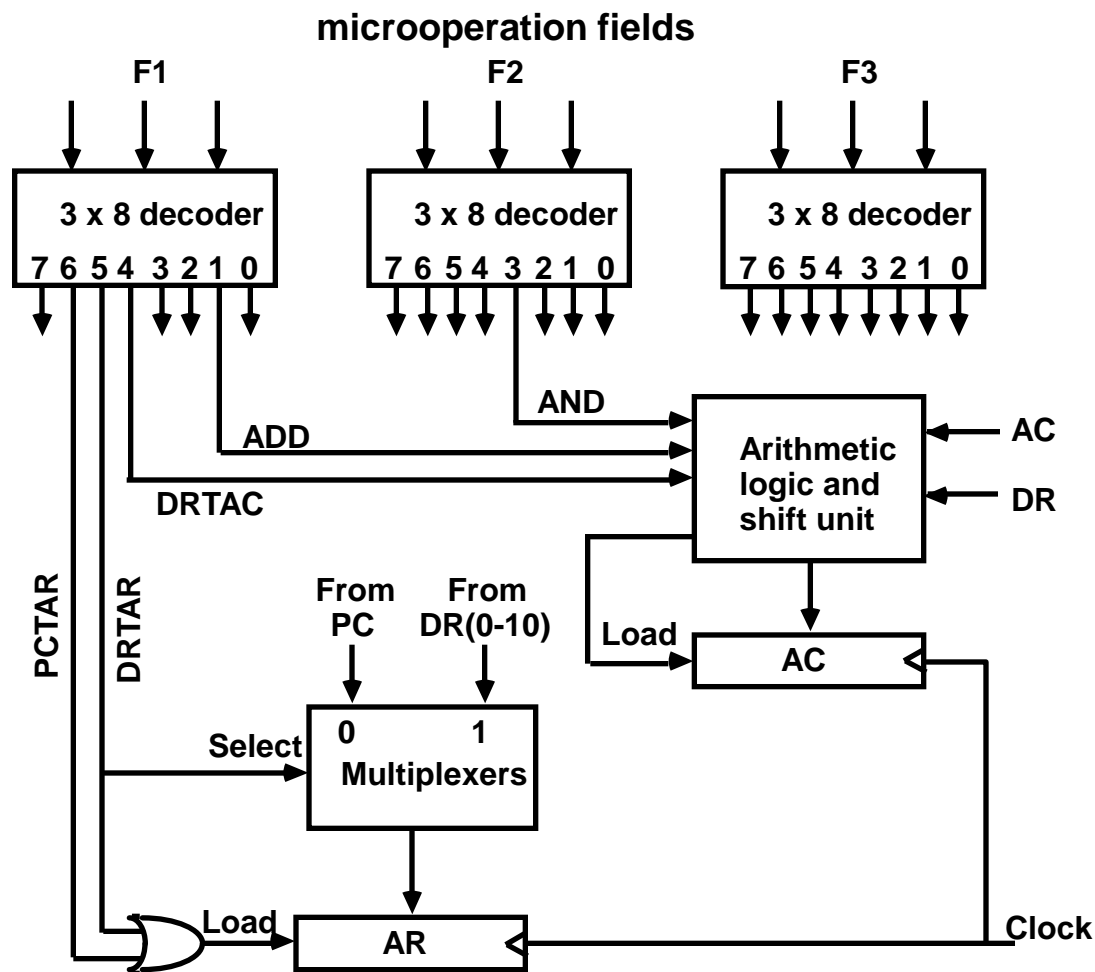 microoperation fields
F1 F2 F3
3 x 8 decoder 3 x 8 decoder 3 x 8 decoder
7 6 5 4 3 2 1 0 7 6 5 4 3 2 1 0 7 6 5 4 3 2 1 0
AND
ADD
DRTAC
Arithmetic
logic and
shift unit
AC
DR
PCTAR
DRTAR
From
PC
From
DR(0-10)
Load
AC
0 1
Select
Multiplexers
Load
AR
Clock